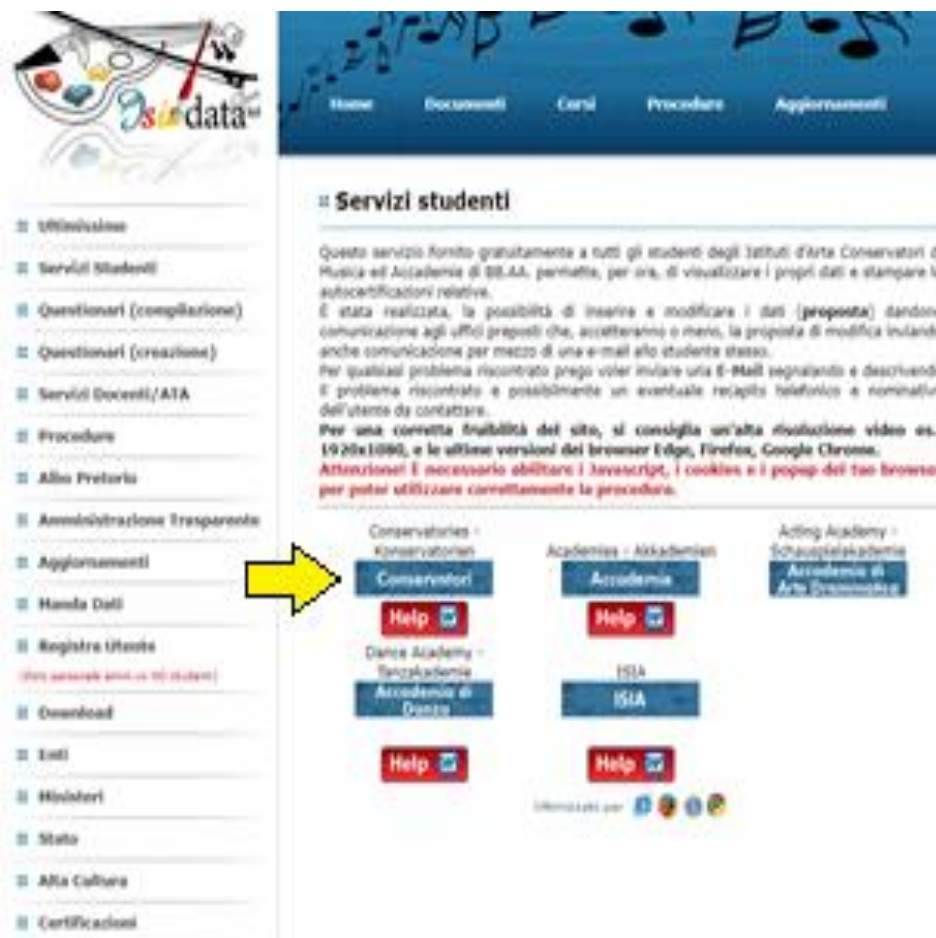 Isidata
Home Documenti Corsi Procedure Aggiornamenti
Servizi studenti
Ultimissime
Servizi Studenti
Questionari (compilazione)
Questionari (creazione)
Servizi Docenti/ATA
Procedure
Albo Pretorio
Amministrazione Trasparente
Aggiornamenti
Manda Dati
Registra Utente
Download
Enti
Ministeri
Stato
Alta Cultura
Certificazioni
Questo servizio fornito gratuitamente a tutti gli studenti degli Istituti d'Arte Conservatori
Musica ed Accademie di BB.AA. permette, per ora, di visualizzare i propri dati e stampare
autocertificazioni relative.
È stata realizzata, la possibilità di inserire e modificare i dati (proposta) dandone
comunicazione agli uffici preposti che, accetteranno o meno, la proposta di modifica inviando
anche comunicazione per mezzo di una e-mail allo studente stesso.
Per qualsiasi problema riscontrato prego voler inviare una E-Mail segnalando e descrivendo
il problema riscontrato e possibilmente un eventuale recapito telefonico e nominativo
dell'utente da contattare.
Per una corretta fruibilità del sito, si consiglia un'alta risoluzione video es.
1920x1080, e le ultime versioni dei browser Edge, Firefox, Google Chrome.
Attenzione! È necessario abilitare i Javascript, i cookies e i popup del tuo browser
per poter utilizzare correttamente la procedura.
Conservatories -
Konservatorien
Conservatori
Help
Academies - Akkademien
Accademie
Help
Acting Academy -
Schauspielakademie
Accademia di
Arte Drammatica
Dance Academy -
Tanzakademie
Accademia di
Danza
Help
ISIA
ISIA
Help